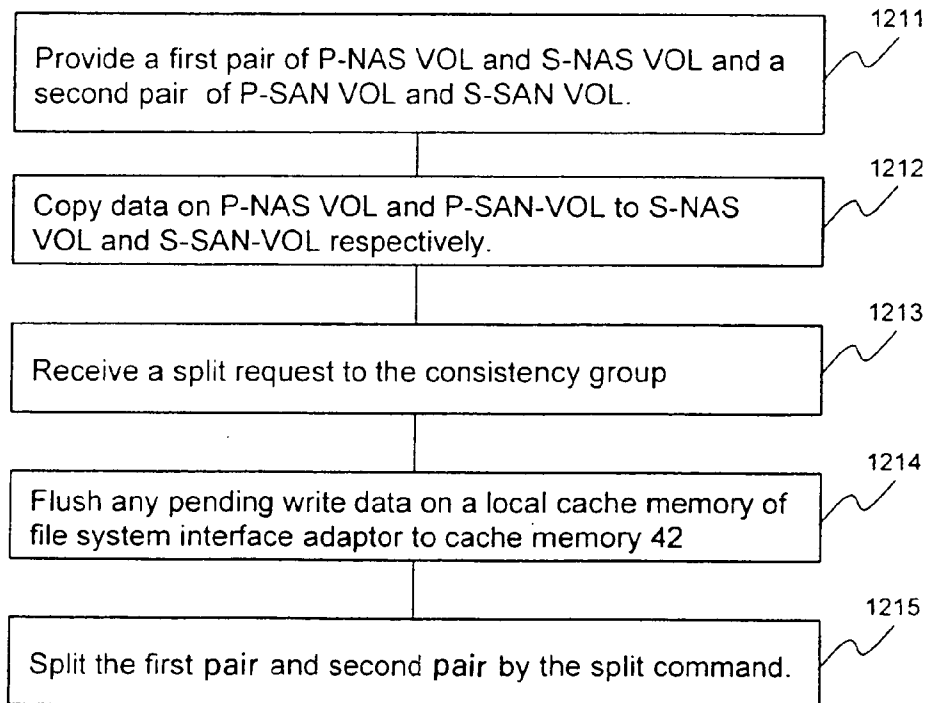 1211
Provide a first pair of P-NAS VOL and S-NAS VOL and a
second pair of P-SAN VOL and S-SAN VOL.
1212
Copy data on P-NAS VOL and P-SAN-VOL to S-NAS
VOL and S-SAN-VOL respectively.
1213
Receive a split request to the consistency group
1214
Flush any pending write data on a local cache memory of
file system interface adaptor to cache memory 42
1215
Split the first pair and second pair by the split command.